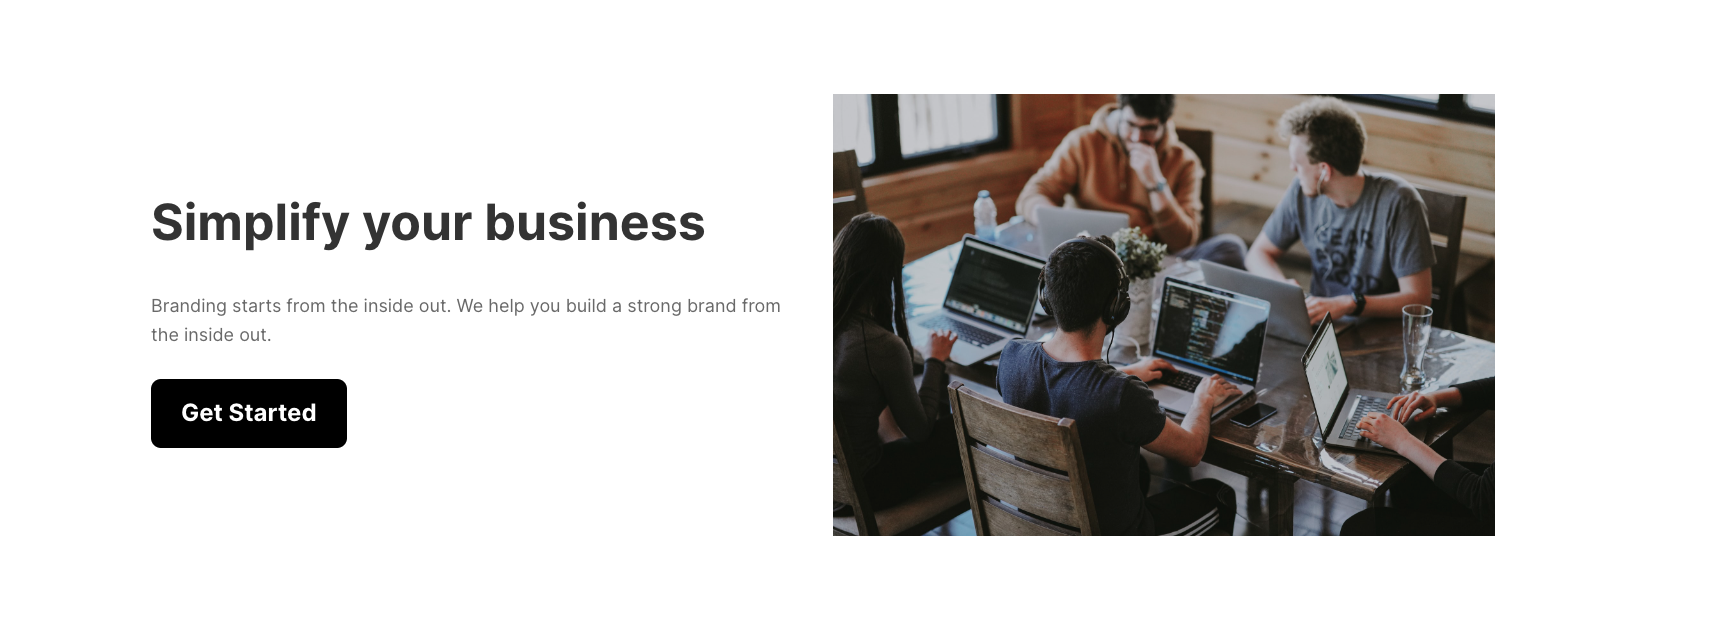 Simplify your business
Branding starts from the inside out. We help you build a strong brand from
the inside out.
Get Started